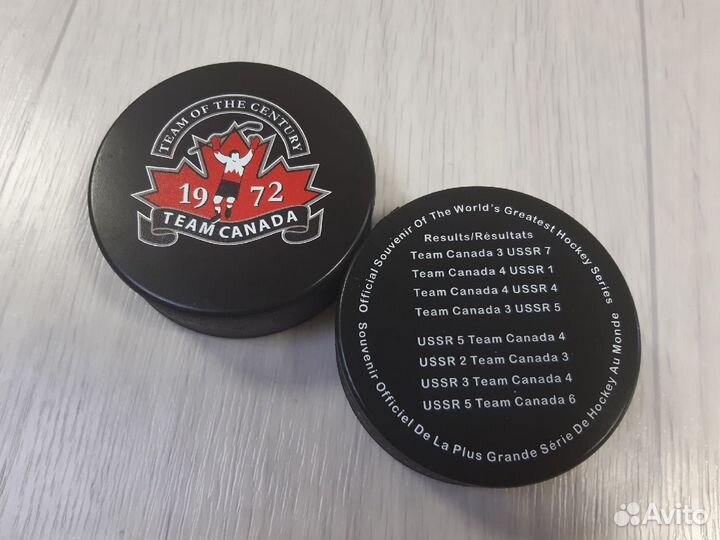 TEAM OF THE CENTURY
19 72
TEAM CANADA
Official Souvenir Of The World's Greatest Hockey Series
Results/Résultats
Team Canada 3 USSR 7
Team Canada 4 USSR 1
Team Canada 4 USSR 4
Team Canada 3 USSR 5
USSR 5 Team Canada 4
USSR 2 Team Canada 3
USSR 3 Team Canada 4
USSR 5 Team Canada 6
Souvenir Officiel De La Plus Grande Série De Hockey Au Monde
Avito